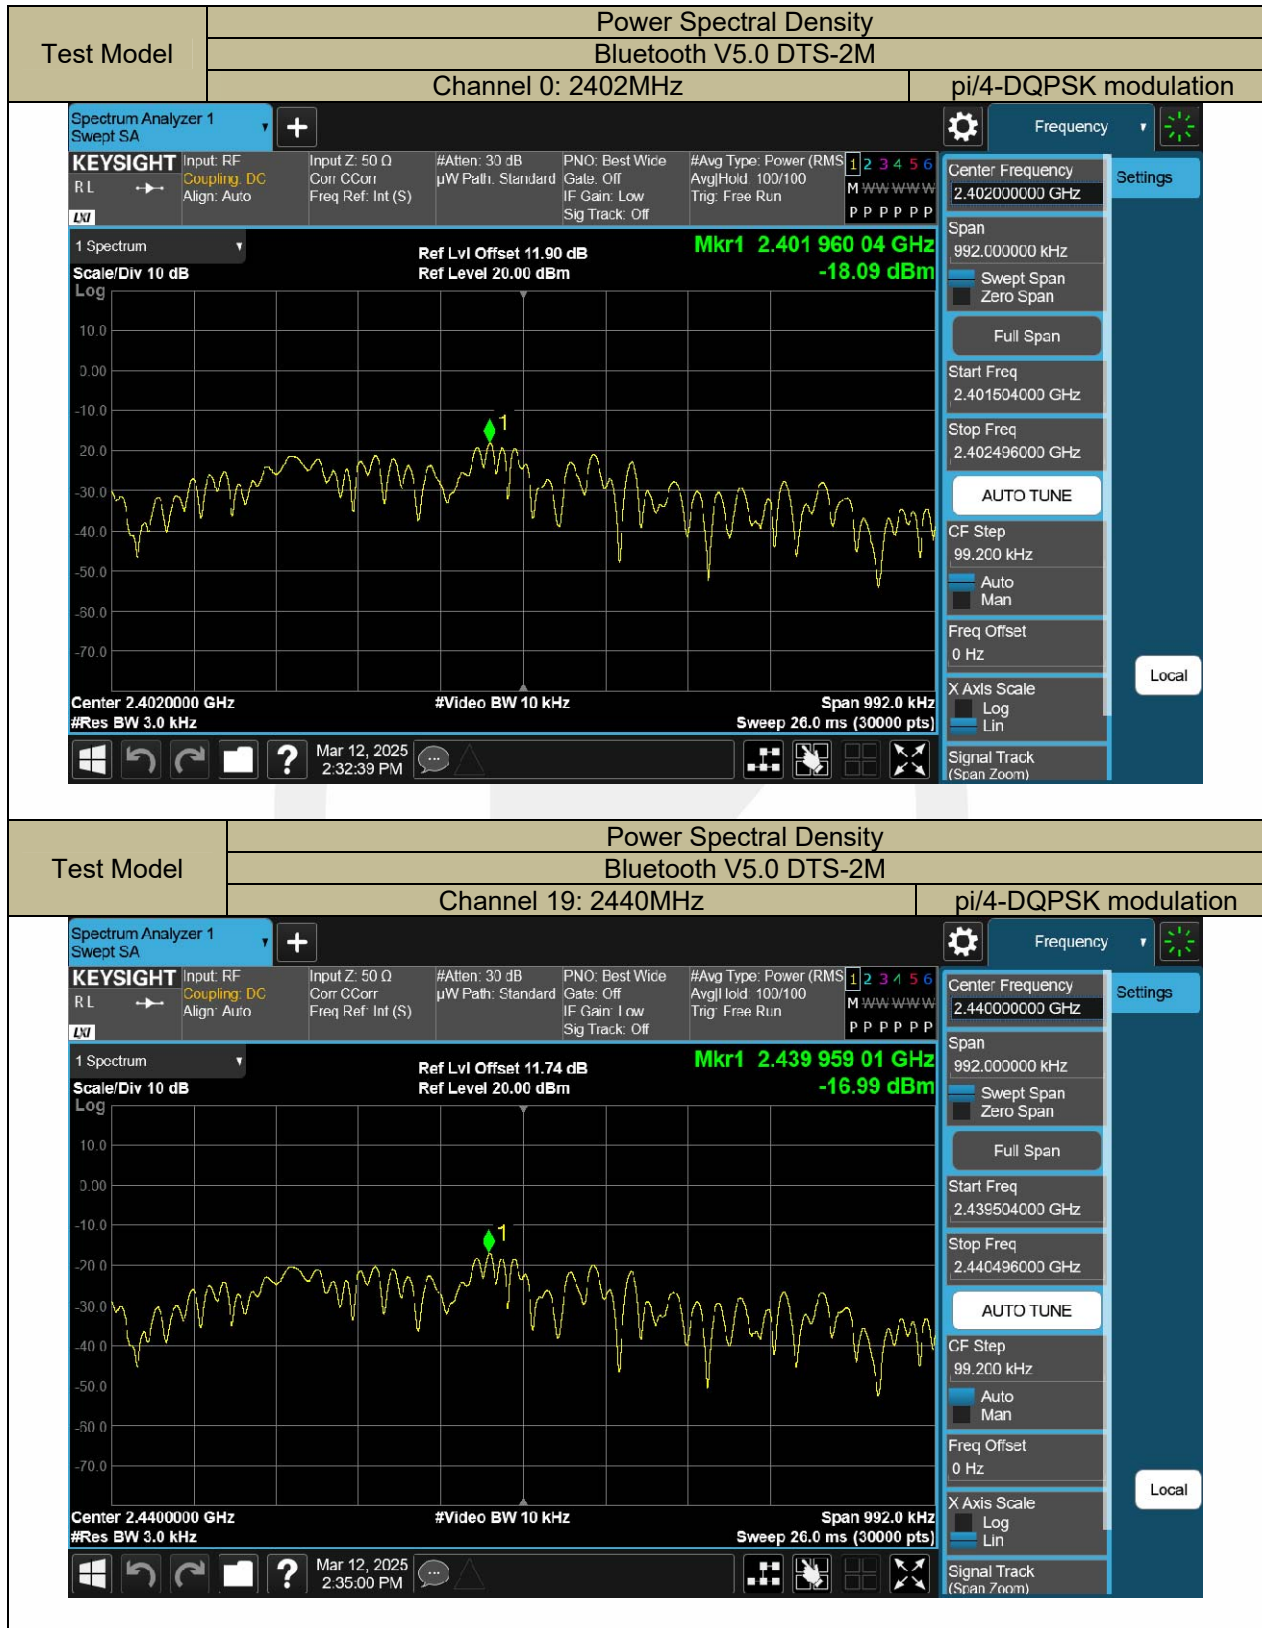 Test Model
Power Spectral Density
Bluetooth V5.0 DTS-2M
Channel 0: 2402MHz
pi/4-DQPSK modulation
Spectrum Analyzer 1
Swept SA
Frequency
KEYSIGHT
RL
LXI
Input: RF
Coupling: DC
Align: Auto
Input Z: 50 Ω
Corr CCorr
Freq Ref: Int (S)
#Atten: 30 dB
µW Path: Standard
PNO: Best Wide
Gate: Off
IF Gain: Low
Sig Track: Off
#Avg Type: Power (RMS
Avg|Hold: 100/100
Trig: Free Run
1 2 3 4 5 6
M W W W W W
P P P P P P
1 Spectrum
Scale/Div 10 dB
Log
Ref Lvl Offset 11.90 dB
Ref Level 20.00 dBm
Mkr1 2.401 960 04 GHz
-18.09 dBm
1
10.0
0.00
-10.0
20.0
-30.0
-40.0
-50.0
-60.0
-70.0
Center 2.4020000 GHz
#Res BW 3.0 kHz
#Video BW 10 kHz
Span 992.0 kHz
Sweep 26.0 ms (30000 pts)
Mar 12, 2025
2:32:39 PM
Center Frequency
2.402000000 GHz
Settings
Span
992.000000 kHz
Swept Span
Zero Span
Full Span
Start Freq
2.401504000 GHz
Stop Freq
2.402496000 GHz
AUTO TUNE
CF Step
99.200 kHz
Auto
Man
Freq Offset
0 Hz
Local
X Axis Scale
Log
Lin
Signal Track
(Span Zoom)
Test Model
Power Spectral Density
Bluetooth V5.0 DTS-2M
Channel 19: 2440MHz
pi/4-DQPSK modulation
Spectrum Analyzer 1
Swept SA
Frequency
KEYSIGHT
RL
LXI
Input: RF
Coupling: DC
Align: Auto
Input Z: 50 Ω
Corr CCorr
Freq Ref: Int (S)
#Atten: 30 dB
µW Path: Standard
PNO: Best Wide
Gate: Off
IF Gain: Low
Sig Track: Off
#Avg Type: Power (RMS
Avg|Hold: 100/100
Trig: Free Run
1 2 3 4 5 6
M W W W W W
P P P P P P
1 Spectrum
Scale/Div 10 dB
Log
Ref Lvl Offset 11.74 dB
Ref Level 20.00 dBm
Mkr1 2.439 959 01 GHz
-16.99 dBm
1
10.0
0.00
-10.0
-20.0
-30.0
-40.0
-50.0
-60.0
-70.0
Center 2.4400000 GHz
#Res BW 3.0 kHz
#Video BW 10 kHz
Span 992.0 kHz
Sweep 26.0 ms (30000 pts)
Mar 12, 2025
2:35:00 PM
Center Frequency
2.440000000 GHz
Settings
Span
992.000000 kHz
Swept Span
Zero Span
Full Span
Start Freq
2.439504000 GHz
Stop Freq
2.440496000 GHz
AUTO TUNE
CF Step
99.200 kHz
Auto
Man
Freq Offset
0 Hz
Local
X Axis Scale
Log
Lin
Signal Track
(Span Zoom)